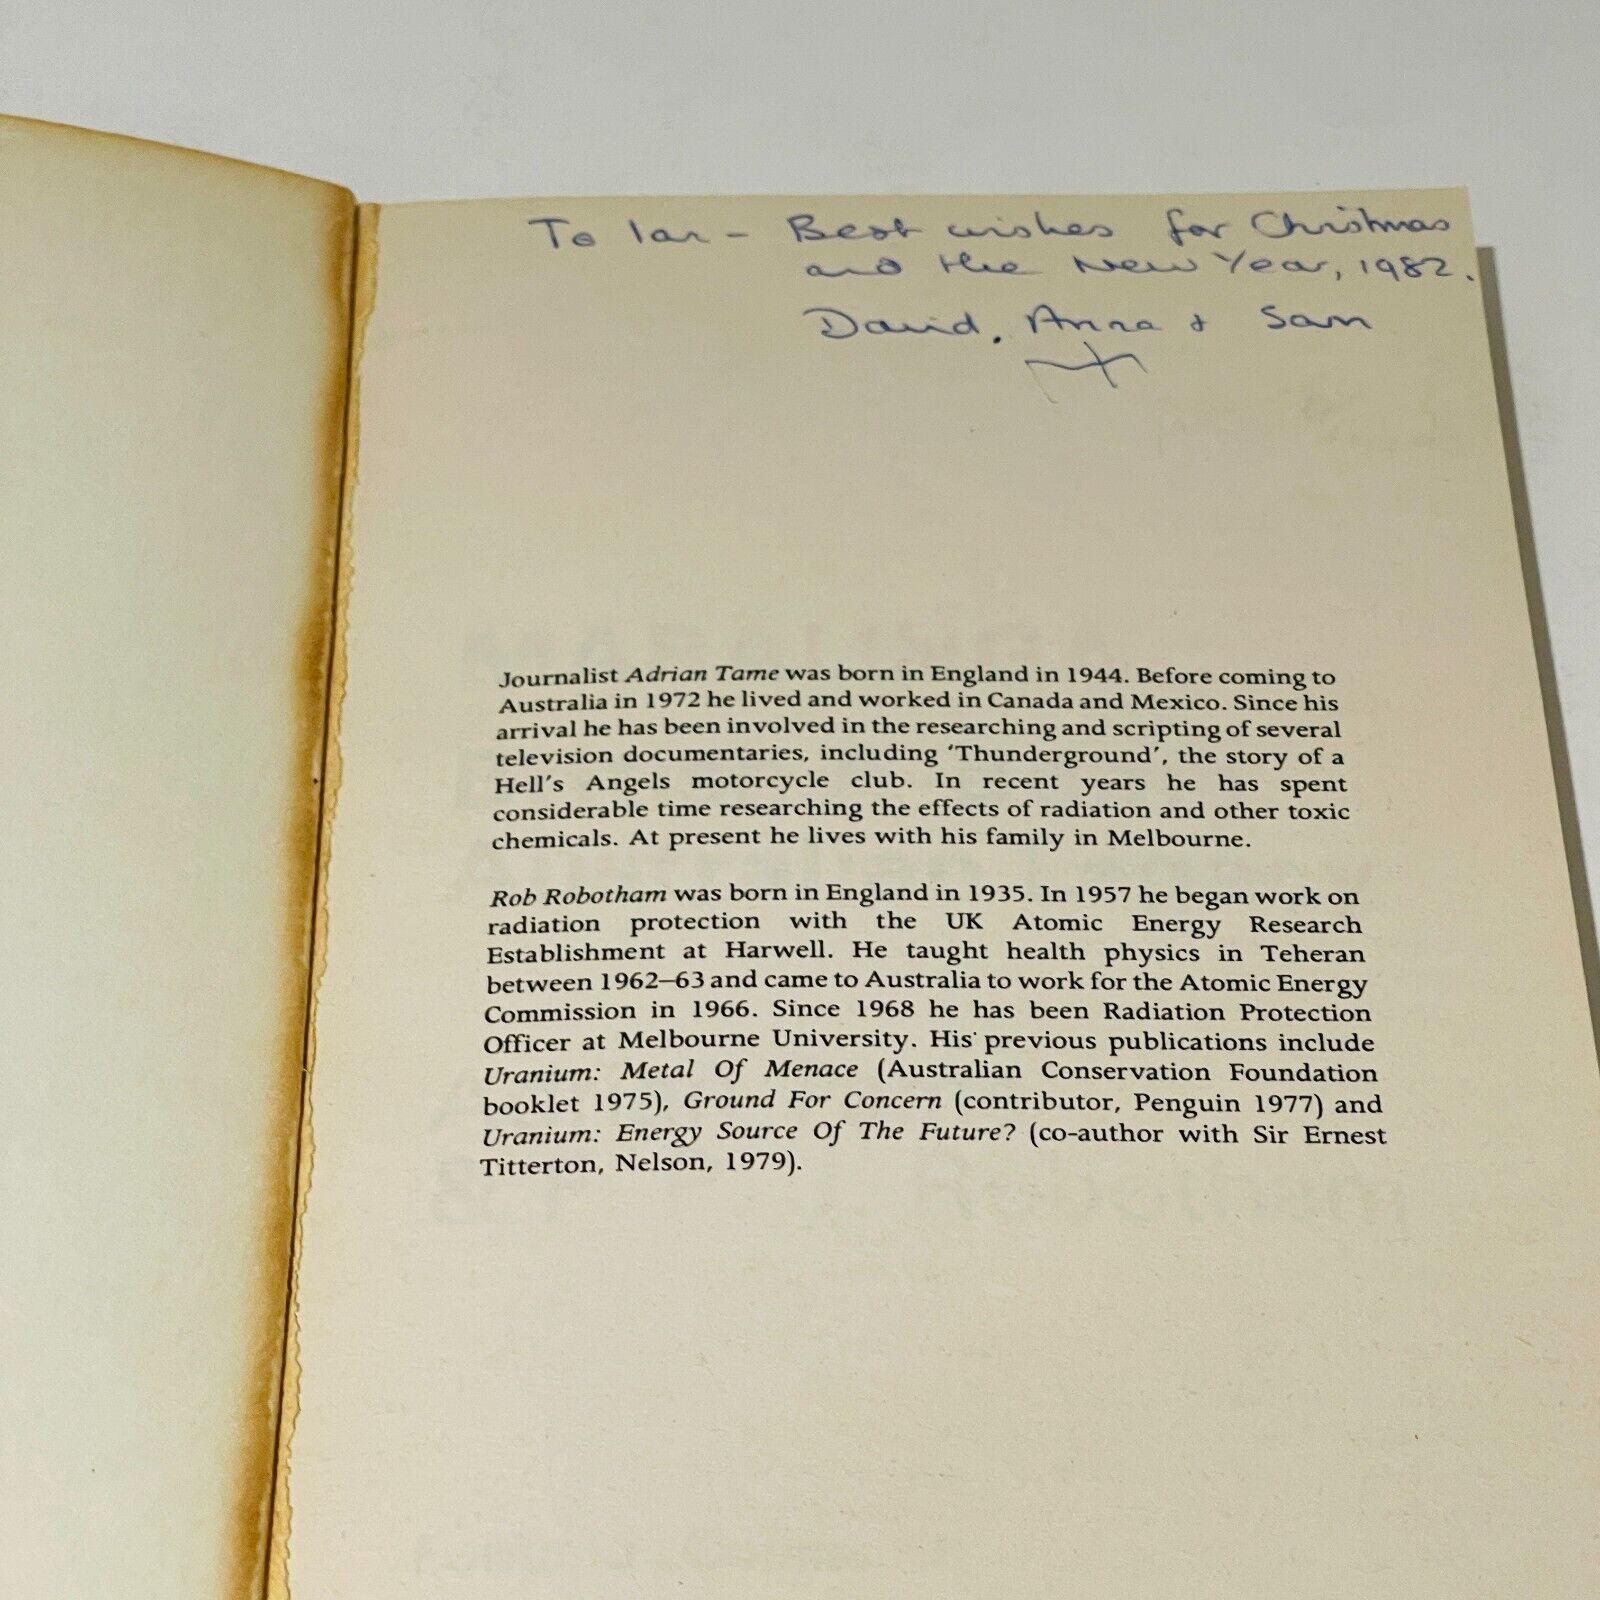 To Ian - Best wishes for Christmas
and the New Year, 1982.
David, Anna & Sam
X
Journalist Adrian Tame was born in England in 1944. Before coming to
Australia in 1972 he lived and worked in Canada and Mexico. Since his
arrival he has been involved in the researching and scripting of several
television documentaries, including ‘Thunderground’, the story of a
Hell's Angels motorcycle club. In recent years he has spent
considerable time researching the effects of radiation and other toxic
chemicals. At present he lives with his family in Melbourne.
Rob Robotham was born in England in 1935. In 1957 he began work on
radiation protection with the UK Atomic Energy Research
Establishment at Harwell. He taught health physics in Teheran
between 1962–63 and came to Australia to work for the Atomic Energy
Commission in 1966. Since 1968 he has been Radiation Protection
Officer at Melbourne University. His previous publications include
Uranium: Metal Of Menace (Australian Conservation Foundation
booklet 1975), Ground For Concern (contributor, Penguin 1977) and
Uranium: Energy Source Of The Future? (co-author with Sir Ernest
Titterton, Nelson, 1979).